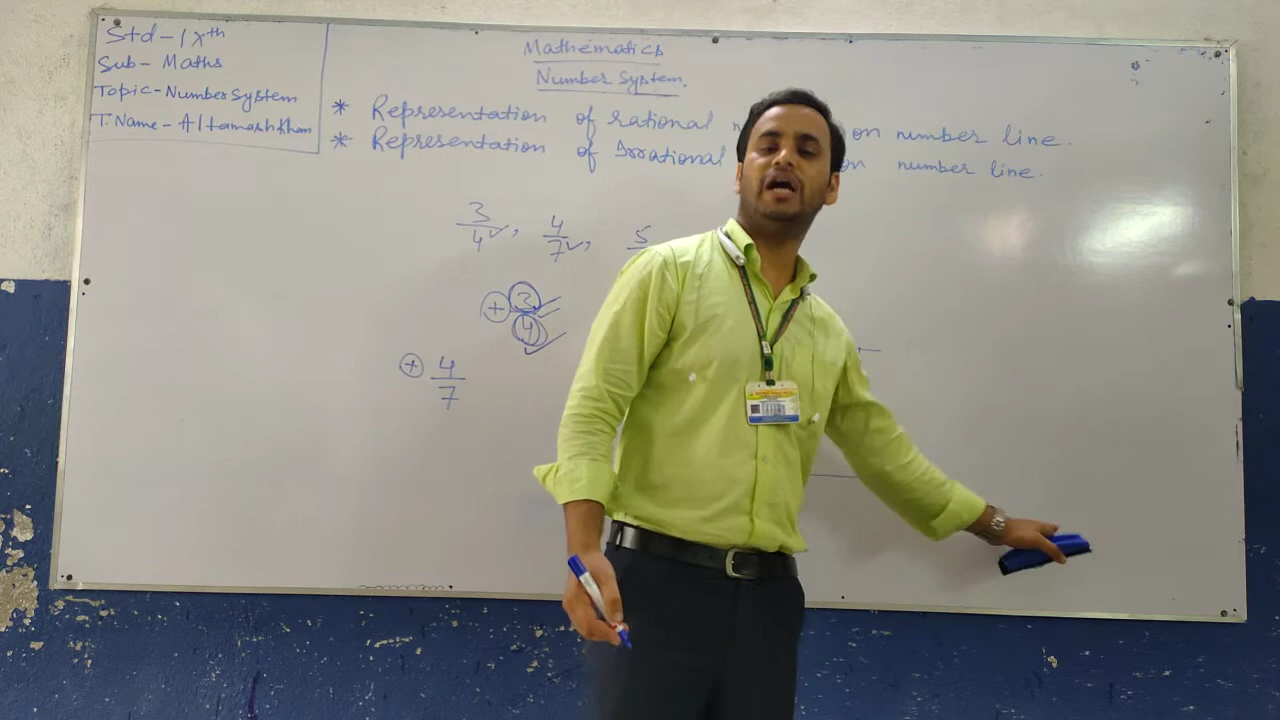 Std - IXth
Sub - Maths
Topic - Number System
T. Name - Altamash Khan
Mathematics
Number System.
* Representation of rational on number line.
* Representation of Irrational on number line.
3/4 ✓, 4/7 ✓, 5
+ 3/4 ✓
+ 4/7